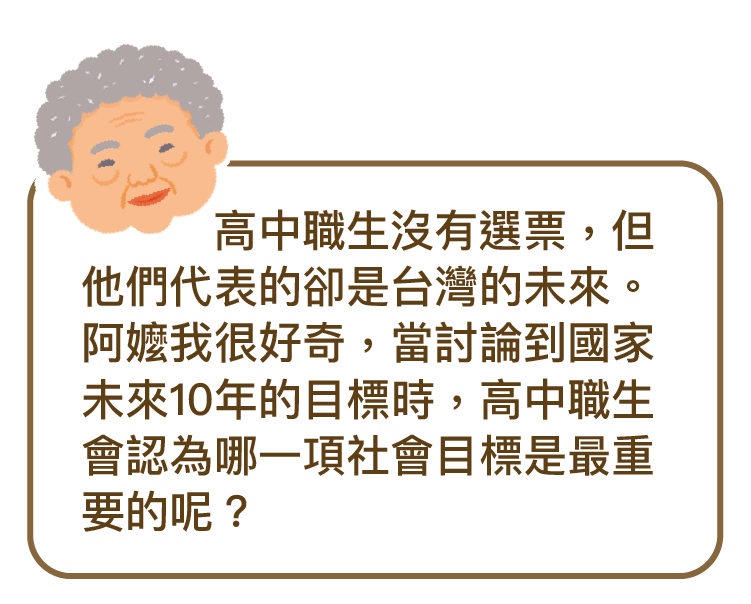 高中職生沒有選票，但
他們代表的卻是台灣的未來。
阿嬤我很好奇，當討論到國家
未來10年的目標時，高中職生
會認為哪一項社會目標是最重
要的呢？